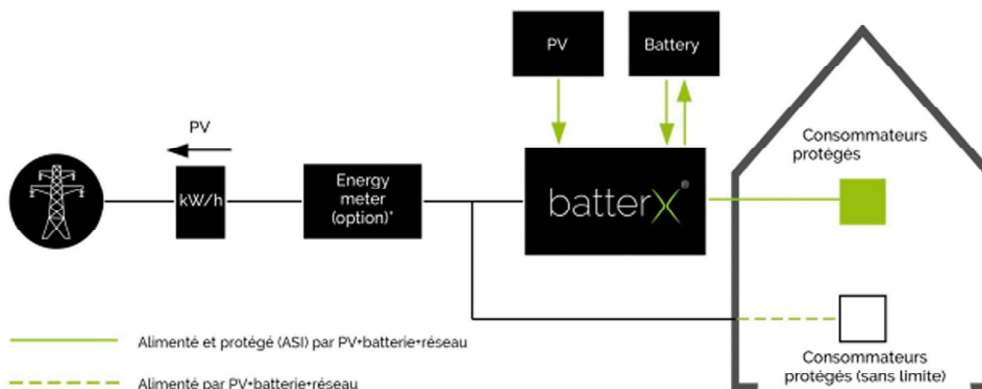 PV
Battery
PV
kW/h
Energy
meter
(option)*
batterX®
Consommateurs
protégés
Consommateurs
protégés (sans limite)
Alimenté et protégé (ASI) par PV+batterie+réseau
Alimenté par PV+batterie+réseau